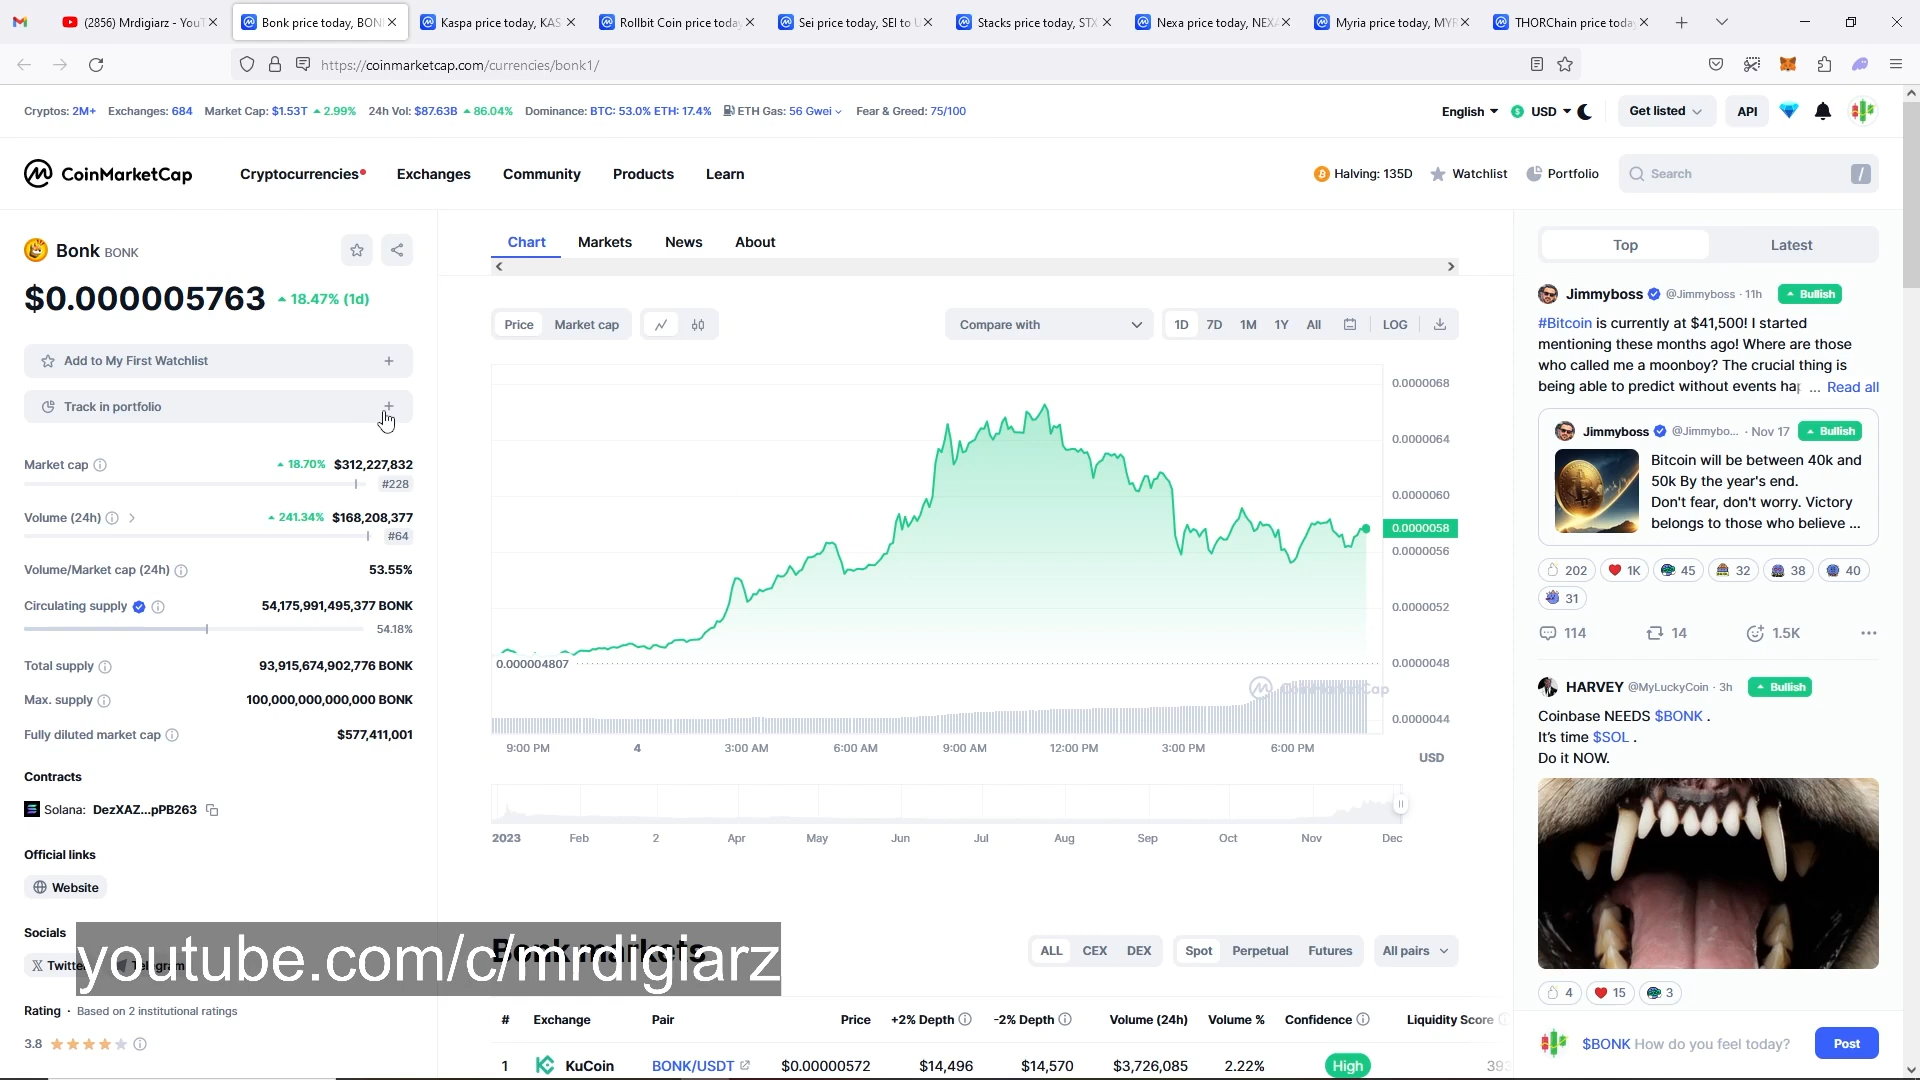 (2856) Mrdigiarz - YouT
Bonk price today, BON
Kaspa price today, KAS
Rollbit Coin price today
Sei price today, SEI to U
Stacks price today, STX
Nexa price today, NEXA
Myria price today, MYR
THORChain price today
https://coinmarketcap.com/currencies/bonk1/
Cryptos: 2M+ Exchanges: 684 Market Cap: $1.53T 2.99% 24h Vol: $87.63B 86.04% Dominance: BTC: 53.0% ETH: 17.4% ETH Gas: 56 Gwei Fear & Greed: 75/100
English USD Get listed API
CoinMarketCap Cryptocurrencies Exchanges Community Products Learn
Halving: 135D Watchlist Portfolio Search /
Bonk BONK
$0.000005763 18.47% (1d)
Add to My First Watchlist +
Track in portfolio +
Market cap 18.70% $312,227,832
#228
Volume (24h) 241.34% $168,208,377
#64
Volume/Market cap (24h) 53.55%
Circulating supply 54,175,991,495,377 BONK
54.18%
Total supply 93,915,674,902,776 BONK
Max. supply 100,000,000,000,000 BONK
Fully diluted market cap $577,411,001
Contracts
Solana: DezXAZ...pPB263
Official links
Website
Socials
Twitte Telegram
Rating · Based on 2 institutional ratings
3.8
Chart Markets News About
Price Market cap
Compare with
1D 7D 1M 1Y All LOG
0.0000068
0.0000064
0.0000060
0.0000058
0.0000056
0.0000052
0.0000048
0.0000044
0.000004807
CoinMarketCap
9:00 PM 4 3:00 AM 6:00 AM 9:00 AM 12:00 PM 3:00 PM 6:00 PM
USD
2023 Feb 2 Apr May Jun Jul Aug Sep Oct Nov Dec
Bonk markets
youtube.com/c/mrdigiarz
ALL CEX DEX Spot Perpetual Futures All pairs
# Exchange Pair Price +2% Depth -2% Depth Volume (24h) Volume % Confidence Liquidity Score
1 KuCoin BONK/USDT $0.00000572 $14,496 $14,570 $3,726,085 2.22% High 393
Top Latest
Jimmyboss @Jimmyboss · 11h Bullish
#Bitcoin is currently at $41,500! I started
mentioning these months ago! Where are those
who called me a moonboy? The crucial thing is
being able to predict without events hap ... Read all
Jimmyboss @Jimmybo... · Nov 17 Bullish
Bitcoin will be between 40k and
50k By the year's end.
Don't fear, don't worry. Victory
belongs to those who believe ...
202 1K 45 32 38 40
31
114 14 1.5K
HARVEY @MyLuckyCoin · 3h Bullish
Coinbase NEEDS $BONK .
It's time $SOL .
Do it NOW.
4 15 3
$BONK How do you feel today? Post